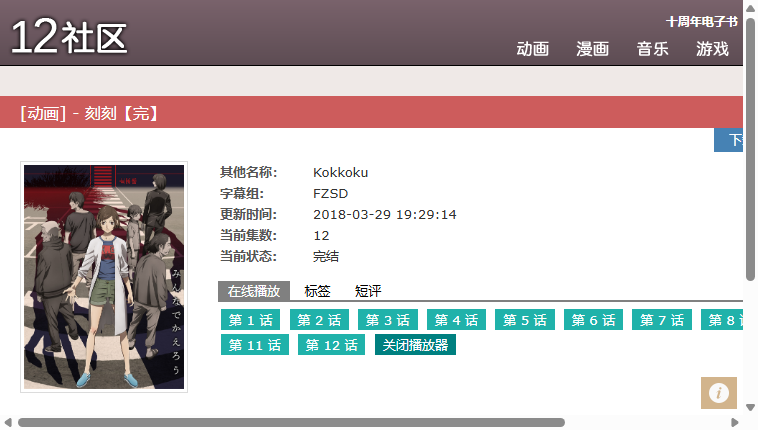 12社区
十周年电子书
动画 漫画 音乐 游戏
[动画] - 刻刻【完】
下
其他名称: Kokkoku
字幕组: FZSD
更新时间: 2018-03-29 19:29:14
当前集数: 12
当前状态: 完结
みんなでかえろう
在线播放 标签 短评
第 1 话 第 2 话 第 3 话 第 4 话 第 5 话 第 6 话 第 7 话 第 8
第 11 话 第 12 话 关闭播放器